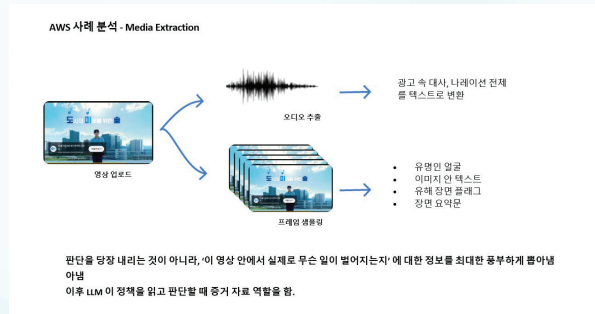 AWS 사례 분석 - Media Extraction
광고 속 대사, 나레이션 전제
를 텍스트로 변환
오디오 추출
영상 업로드
유명인 얼굴
이미지 안 텍스트
유해 장면 플래그
장면 요약문
프레임 샘플링
판단을 당장 내리는 것이 아니라, ‘이 영상 안에서 실제로 무슨 일이 벌어지는지’ 에 대한 정보를 최대한 풍부하게 뽑아냄
아냄
이후 LLM 이 정책을 읽고 판단할 때 증거 자료 역할을 함.